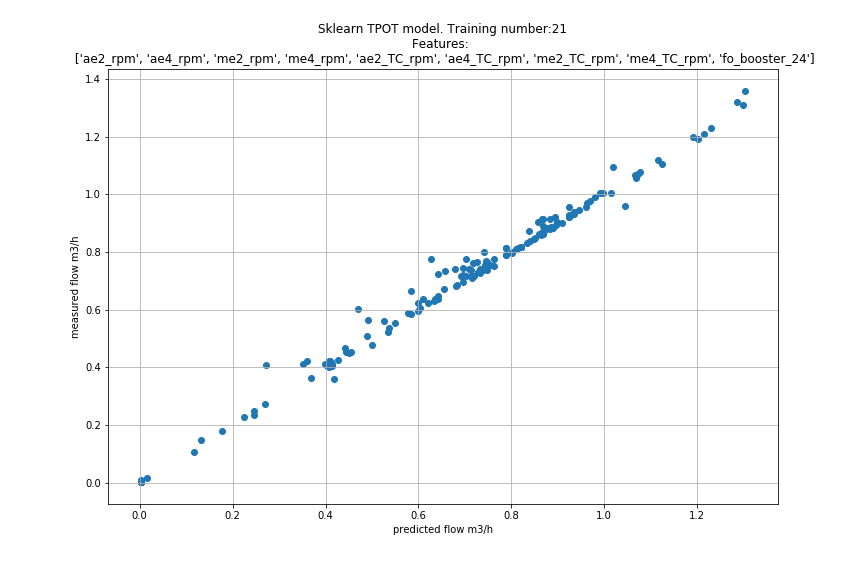 Sklearn TPOT model. Training number:21
Features:
['ae2_rpm', 'ae4_rpm', 'me2_rpm', 'me4_rpm', 'ae2_TC_rpm', 'ae4_TC_rpm', 'me2_TC_rpm', 'me4_TC_rpm', 'fo_booster_24']
1.4
1.2
1.0
0.8
0.6
0.4
0.2
0.0
measured flow m3/h
0.0 0.2 0.4 0.6 0.8 1.0 1.2
predicted flow m3/h